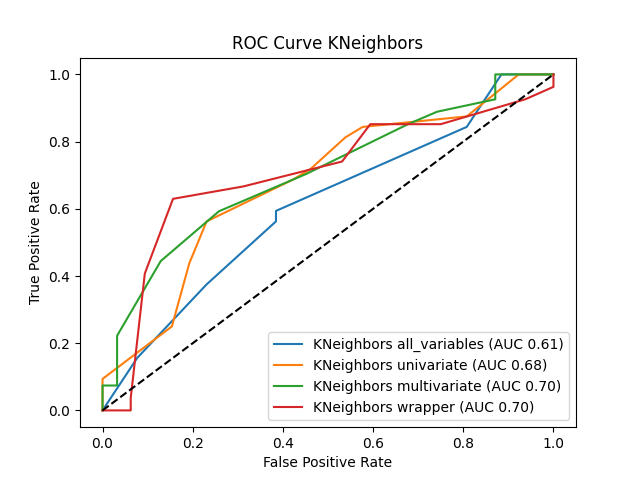 ROC Curve KNeighbors
True Positive Rate
1.0
0.8
0.6
0.4
0.2
0.0
KNeighbors all_variables (AUC 0.61)
KNeighbors univariate (AUC 0.68)
KNeighbors multivariate (AUC 0.70)
KNeighbors wrapper (AUC 0.70)
0.0 0.2 0.4 0.6 0.8 1.0
False Positive Rate